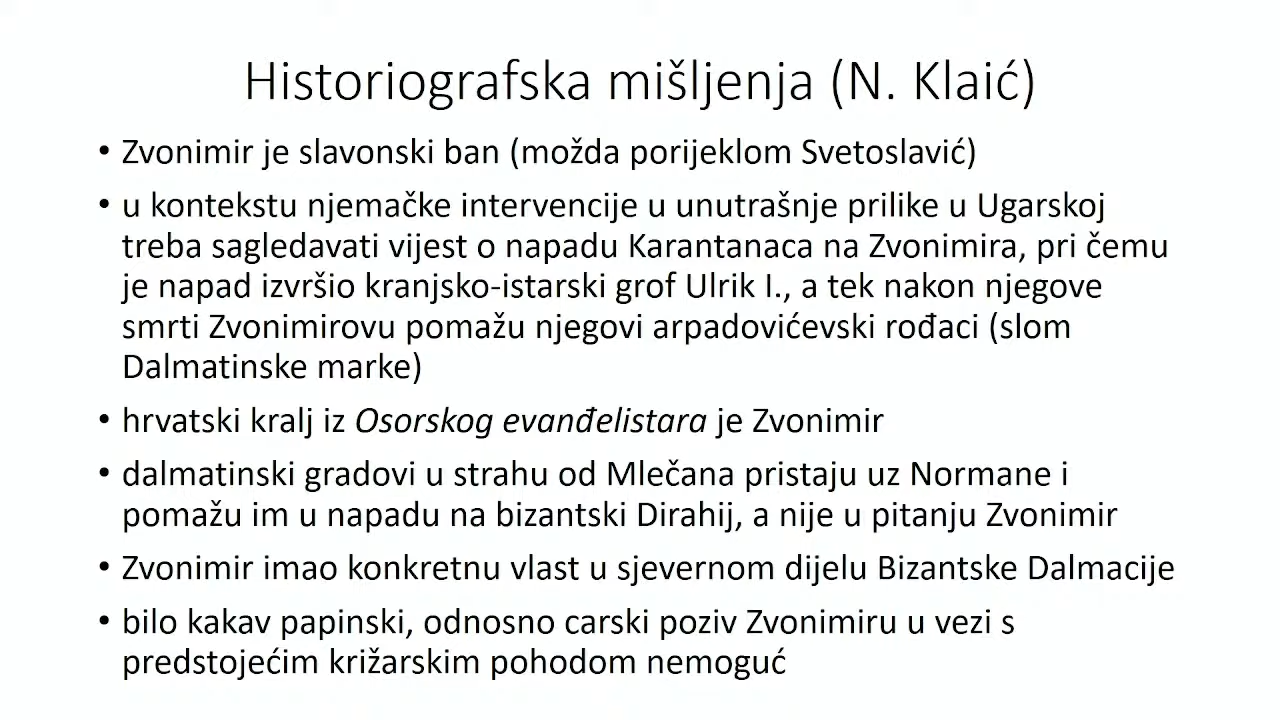 Historiografska mišljenja (N. Klaić)
• Zvonimir je slavonski ban (možda porijeklom Svetoslavić)
• u kontekstu njemačke intervencije u unutrašnje prilike u Ugarskoj
treba sagledavati vijest o napadu Karantanaca na Zvonimira, pri čemu
je napad izvršio kranjsko-istarski grof Ulrik I., a tek nakon njegove
smrti Zvonimirovu pomažu njegovi arpadovićevski rođaci (slom
Dalmatinske marke)
• hrvatski kralj iz Osorskog evanđelistara je Zvonimir
• dalmatinski gradovi u strahu od Mlečana pristaju uz Normane i
pomažu im u napadu na bizantski Dirahij, a nije u pitanju Zvonimir
• Zvonimir imao konkretnu vlast u sjevernom dijelu Bizantske Dalmacije
• bilo kakav papinski, odnosno carski poziv Zvonimiru u vezi s
predstojećim križarskim pohodom nemoguć